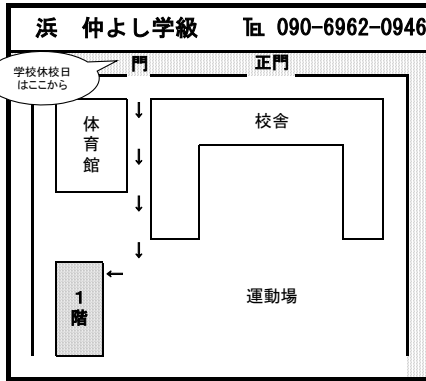 浜 仲よし学級 ℡ 090-6962-0946
門 正門
学校休校日
はここから
体育館
校舎
↓
↓
↓
↓
←
1階
運動場